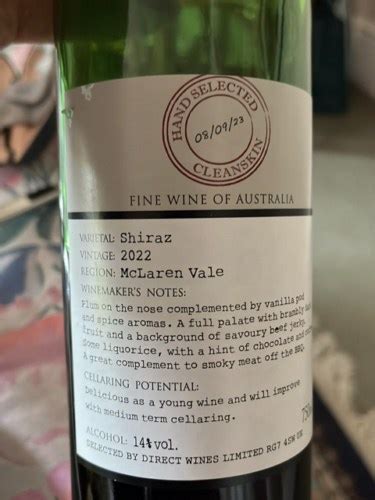 HAND SELECTED
08/09/23
CLEANSKIN
FINE WINE OF AUSTRALIA
VARIETAL: Shiraz
VINTAGE: 2022
REGION: McLaren Vale
WINEMAKER'S NOTES:
Plum on the nose complemented by vanilla pod
and spice aromas. A full palate with brambly
fruit and a background of savoury beef jerky.
Some liquorice, with a hint of chocolate and
A great complement to smoky meat off the BBQ.
CELLARING POTENTIAL:
Delicious as a young wine and will improve
with medium term cellaring.
ALCOHOL: 14%vol.
SELECTED BY DIRECT WINES LIMITED RG7 4SW UK